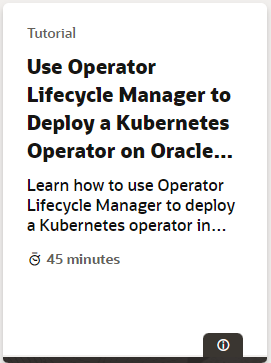 Tutorial
Use Operator
Lifecycle Manager to
Deploy a Kubernetes
Operator on Oracle...
Learn how to use Operator
Lifecycle Manager to deploy
a Kubernetes operator in...
45 minutes